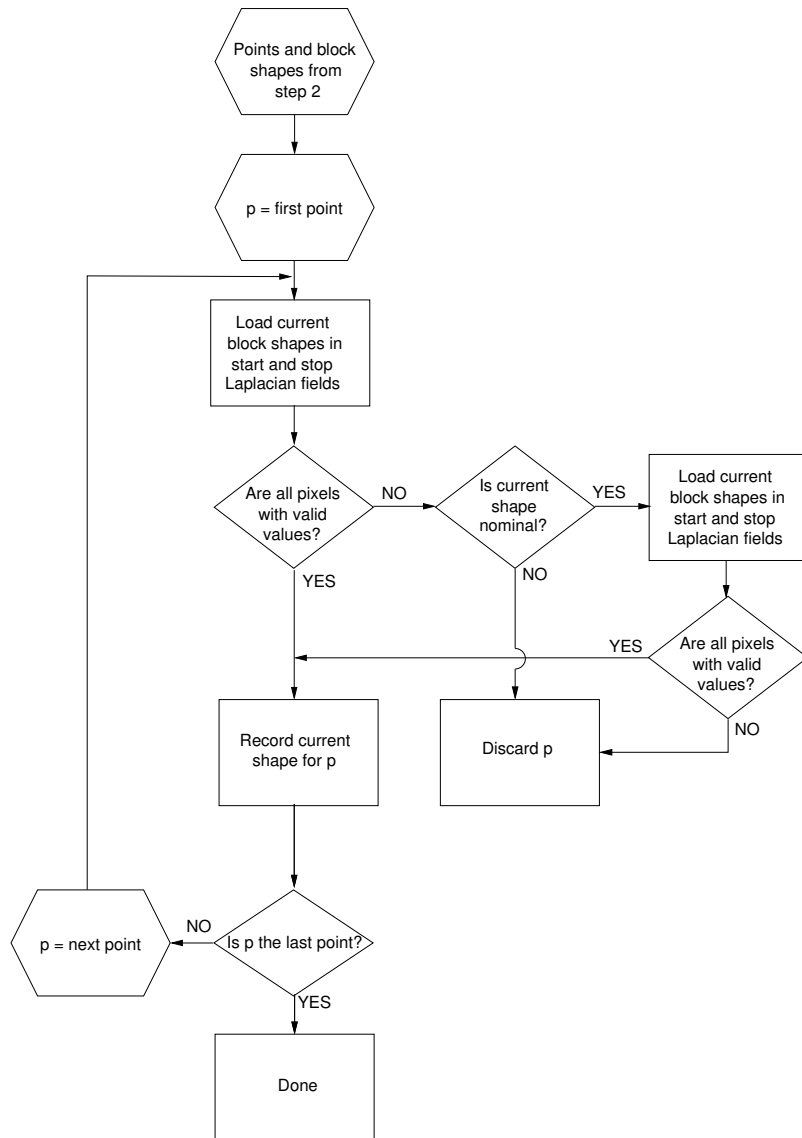 Points and block
shapes from
step 2
p = first point
Load current
block shapes in
start and stop
Laplacian fields
Are all pixels
with valid
values?
NO
YES
Is current
shape
nominal?
YES
NO
Load current
block shapes in
start and stop
Laplacian fields
Are all pixels
with valid
values?
YES
NO
Record current
shape for p
Discard p
Is p the last point?
NO
YES
p = next point
Done